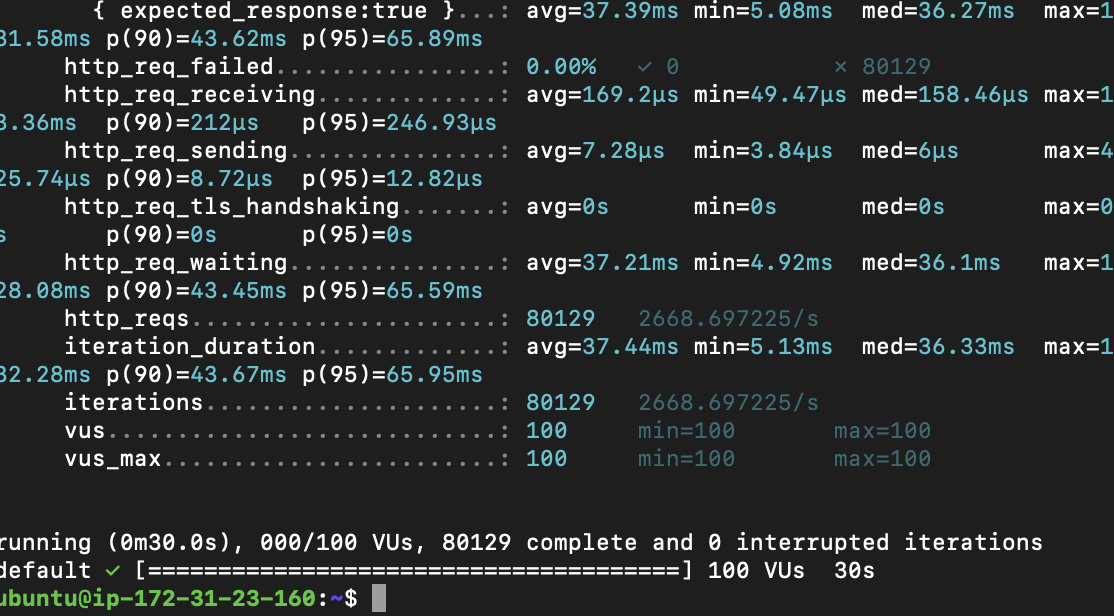 { expected_response:true }...: avg=37.39ms min=5.08ms med=36.27ms max=1
31.58ms p(90)=43.62ms p(95)=65.89ms
http_req_failed................: 0.00% ✓ 0 ✗ 80129
http_req_receiving.............: avg=169.2µs min=49.47µs med=158.46µs max=1
3.36ms p(90)=212µs p(95)=246.93µs
http_req_sending...............: avg=7.28µs min=3.84µs med=6µs max=4
25.74µs p(90)=8.72µs p(95)=12.82µs
http_req_tls_handshaking.......: avg=0s min=0s med=0s max=0
s p(90)=0s p(95)=0s
http_req_waiting...............: avg=37.21ms min=4.92ms med=36.1ms max=1
28.08ms p(90)=43.45ms p(95)=65.59ms
http_reqs......................: 80129 2668.697225/s
iteration_duration.............: avg=37.44ms min=5.13ms med=36.33ms max=1
32.28ms p(90)=43.67ms p(95)=65.95ms
iterations.....................: 80129 2668.697225/s
vus............................: 100 min=100 max=100
vus_max........................: 100 min=100 max=100
running (0m30.0s), 000/100 VUs, 80129 complete and 0 interrupted iterations
default ✓ [======================================] 100 VUs 30s
ubuntu@ip-172-31-23-160:~$